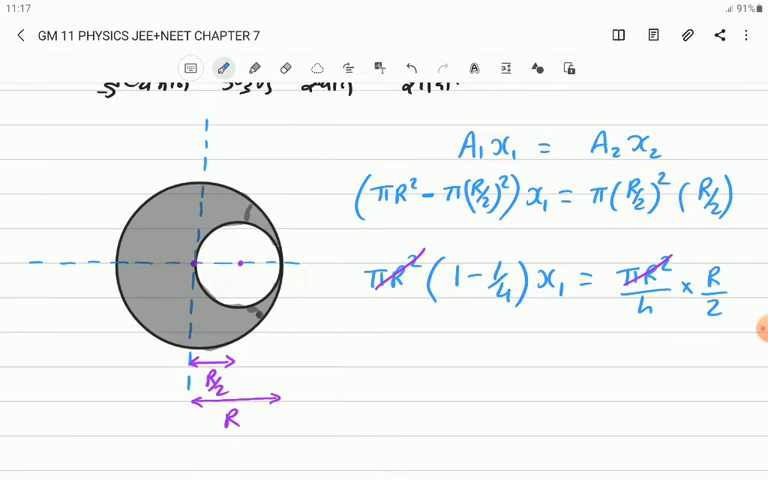 11:17
91%
GM 11 PHYSICS JEE+NEET CHAPTER 7
A₁x₁ = A₂x₂
(πR² - π(R/2)²)x₁ = π(R/2)² (R/2)
πR² (1 - 1/4) x₁ = πR²/4 × R/2
R/2
R